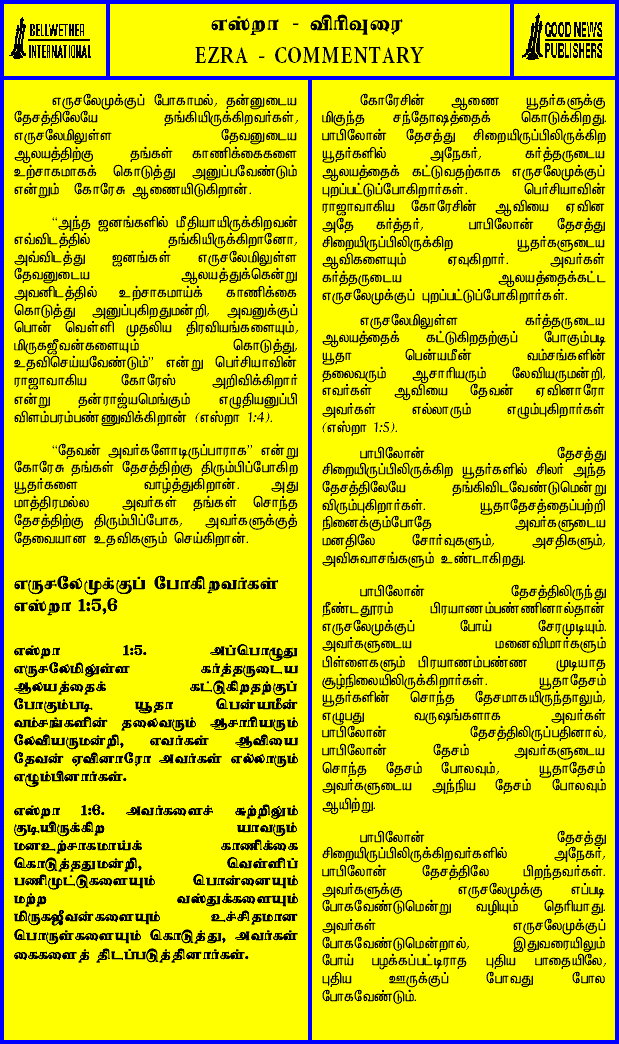 BELLWETHER
INTERNATIONAL
எஸ்றா - விரிவுரை
EZRA - COMMENTARY
GOOD NEWS
PUBLISHERS
எருசலேமுக்குப் போகாமல், தன்னுடைய
தேசத்திலேயே தங்கியிருக்கிறவர்கள்,
எருசலேமிலுள்ள தேவனுடைய
ஆலயத்திற்கு தங்கள் காணிக்கைகளை
உற்சாகமாகக் கொடுத்து அனுப்பவேண்டும்
என்றும் கோரேசு ஆணையிடுகிறான்.
“அந்த ஜனங்களில் மீதியாயிருக்கிறவன்
எவ்விடத்தில் தங்கியிருக்கிறானோ,
அவ்விடத்து ஜனங்கள் எருசலேமிலுள்ள
தேவனுடைய ஆலயத்துக்கென்று
அவனிடத்தில் உற்சாகமாய்க் காணிக்கை
கொடுத்து அனுப்புகிறதுமன்றி, அவனுக்குப்
பொன் வெள்ளி முதலிய திரவியங்களையும்,
மிருகஜீவன்களையும் கொடுத்து,
உதவிசெய்யவேண்டும்” என்று பெர்சியாவின்
ராஜாவாகிய கோரேஸ் அறிவிக்கிறார்
என்று தன்ராஜ்யமெங்கும் எழுதியனுப்பி
விளம்பரம்பண்ணுவிக்கிறான் (எஸ்றா 1:4).
“தேவன் அவர்களோடிருப்பாராக” என்று
கோரேசு தங்கள் தேசத்திற்கு திரும்பிப்போகிற
யூதர்களை வாழ்த்துகிறான். அது
மாத்திரமல்ல அவர்கள் தங்கள் சொந்த
தேசத்திற்கு திரும்பிப்போக, அவர்களுக்குத்
தேவையான உதவிகளும் செய்கிறான்.
எருசலேமுக்குப் போகிறவர்கள்
எஸ்றா 1:5,6
எஸ்றா 1:5. அப்பொழுது
எருசலேமிலுள்ள கர்த்தருடைய
ஆலயத்தைக் கட்டுகிறதற்குப்
போகும்படி யூதா பென்யமீன்
வம்சங்களின் தலைவரும் ஆசாரியரும்
லேவியருமன்றி, எவர்கள் ஆவியை
தேவன் ஏவினாரோ அவர்கள் எல்லாரும்
எழும்பினார்கள்.
எஸ்றா 1:6. அவர்களைச் சுற்றிலும்
குடியிருக்கிற யாவரும்
மனஉற்சாகமாய்க் காணிக்கை
கொடுத்ததுமன்றி, வெள்ளிப்
பணிமுட்டுகளையும் பொன்னையும்
மற்ற வஸ்துக்களையும்
மிருகஜீவன்களையும் உச்சிதமான
பொருள்களையும் கொடுத்து, அவர்கள்
கைகளைத் திடப்படுத்தினார்கள்.
கோரேசின் ஆணை யூதர்களுக்கு
மிகுந்த சந்தோஷத்தைக் கொடுக்கிறது.
பாபிலோன் தேசத்து சிறையிருப்பிலிருக்கிற
யூதர்களில் அநேகர், கர்த்தருடைய
ஆலயத்தைக் கட்டுவதற்காக எருசலேமுக்குப்
புறப்பட்டுப்போகிறார்கள். பெர்சியாவின்
ராஜாவாகிய கோரேசின் ஆவியை ஏவின
அதே கர்த்தர், பாபிலோன் தேசத்து
சிறையிருப்பிலிருக்கிற யூதர்களுடைய
ஆவிகளையும் ஏவுகிறார். அவர்கள்
கர்த்தருடைய ஆலயத்தைக்கட்ட
எருசலேமுக்குப் புறப்பட்டுப்போகிறார்கள்.
எருசலேமிலுள்ள கர்த்தருடைய
ஆலயத்தைக் கட்டுகிறதற்குப் போகும்படி
யூதா பென்யமீன் வம்சங்களின்
தலைவரும் ஆசாரியரும் லேவியருமன்றி,
எவர்கள் ஆவியை தேவன் ஏவினாரோ
அவர்கள் எல்லாரும் எழும்புகிறார்கள்
(எஸ்றா 1:5).
பாபிலோன் தேசத்து
சிறையிருப்பிலிருக்கிற யூதர்களில் சிலர் அந்த
தேசத்திலேயே தங்கிவிடவேண்டுமென்று
விரும்புகிறார்கள். யூதாதேசத்தைப்பற்றி
நினைக்கும்போதே அவர்களுடைய
மனதிலே சோர்வுகளும், அசதிகளும்,
அவிசுவாசங்களும் உண்டாகிறது.
பாபிலோன் தேசத்திலிருந்து
நீண்டதூரம் பிரயாணம்பண்ணினால்தான்
எருசலேமுக்குப் போய் சேரமுடியும்.
அவர்களுடைய மனைவிமார்களும்
பிள்ளைகளும் பிரயாணம்பண்ண முடியாத
சூழ்நிலையிலிருக்கிறார்கள். யூதாதேசம்
யூதர்களின் சொந்த தேசமாகயிருந்தாலும்,
எழுபது வருஷங்களாக அவர்கள்
பாபிலோன் தேசத்திலிருப்பதினால்,
பாபிலோன் தேசம் அவர்களுடைய
சொந்த தேசம் போலவும், யூதாதேசம்
அவர்களுடைய அந்நிய தேசம் போலவும்
ஆயிற்று.
பாபிலோன் தேசத்து
சிறையிருப்பிலிருக்கிறவர்களில் அநேகர்,
பாபிலோன் தேசத்திலே பிறந்தவர்கள்.
அவர்களுக்கு எருசலேமுக்கு எப்படி
போகவேண்டுமென்று வழியும் தெரியாது.
அவர்கள் எருசலேமுக்குப்
போகவேண்டுமென்றால், இதுவரையிலும்
போய் பழக்கப்பட்டிராத புதிய பாதையிலே,
புதிய ஊருக்குப் போவது போல
போகவேண்டும்.